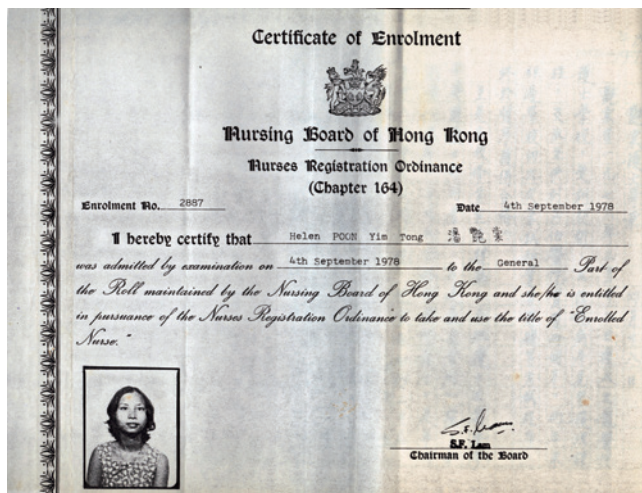 Certificate of Enrolment
Nursing Board of Hong Kong
Nurses Registration Ordinance
(Chapter 164)
Enrolment No. 2887 Date 4th September 1978
I hereby certify that Helen POON Yim Tong 湯艷棠
was admitted by examination on 4th September 1978 to the General Part of
the Roll maintained by the Nursing Board of Hong Kong and she/he is entitled
in pursuance of the Nurses Registration Ordinance to take and use the title of "Enrolled
Nurse."
S.F. Lam
S.F. Lam
Chairman of the Board